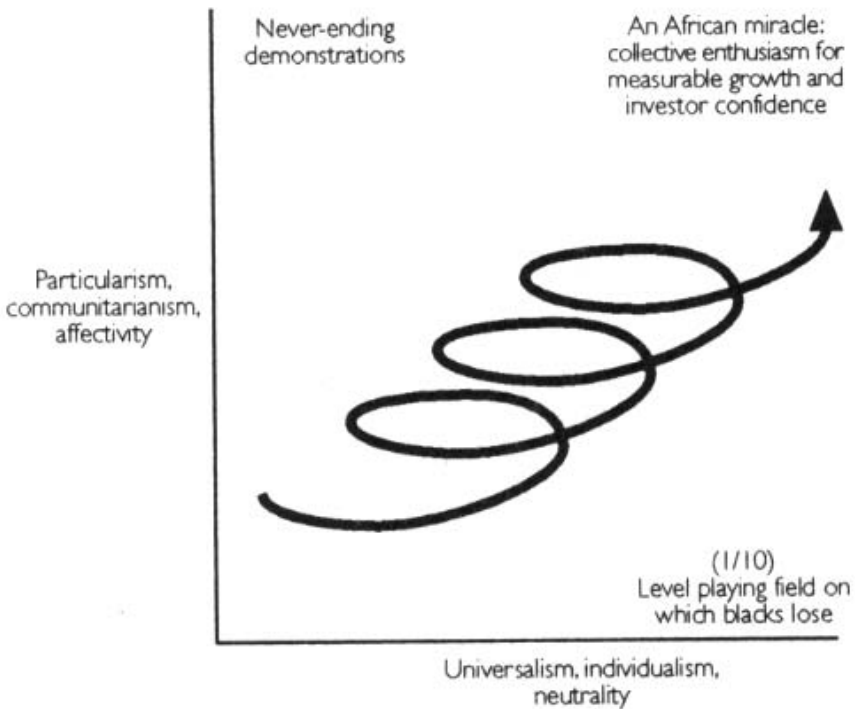 Never-ending
demonstrations
An African miracle:
collective enthusiasm for
measurable growth and
investor confidence
Particularism,
communitarianism,
affectivity
(1/10)
Level playing field on
which blacks lose
Universalism, individualism,
neutrality